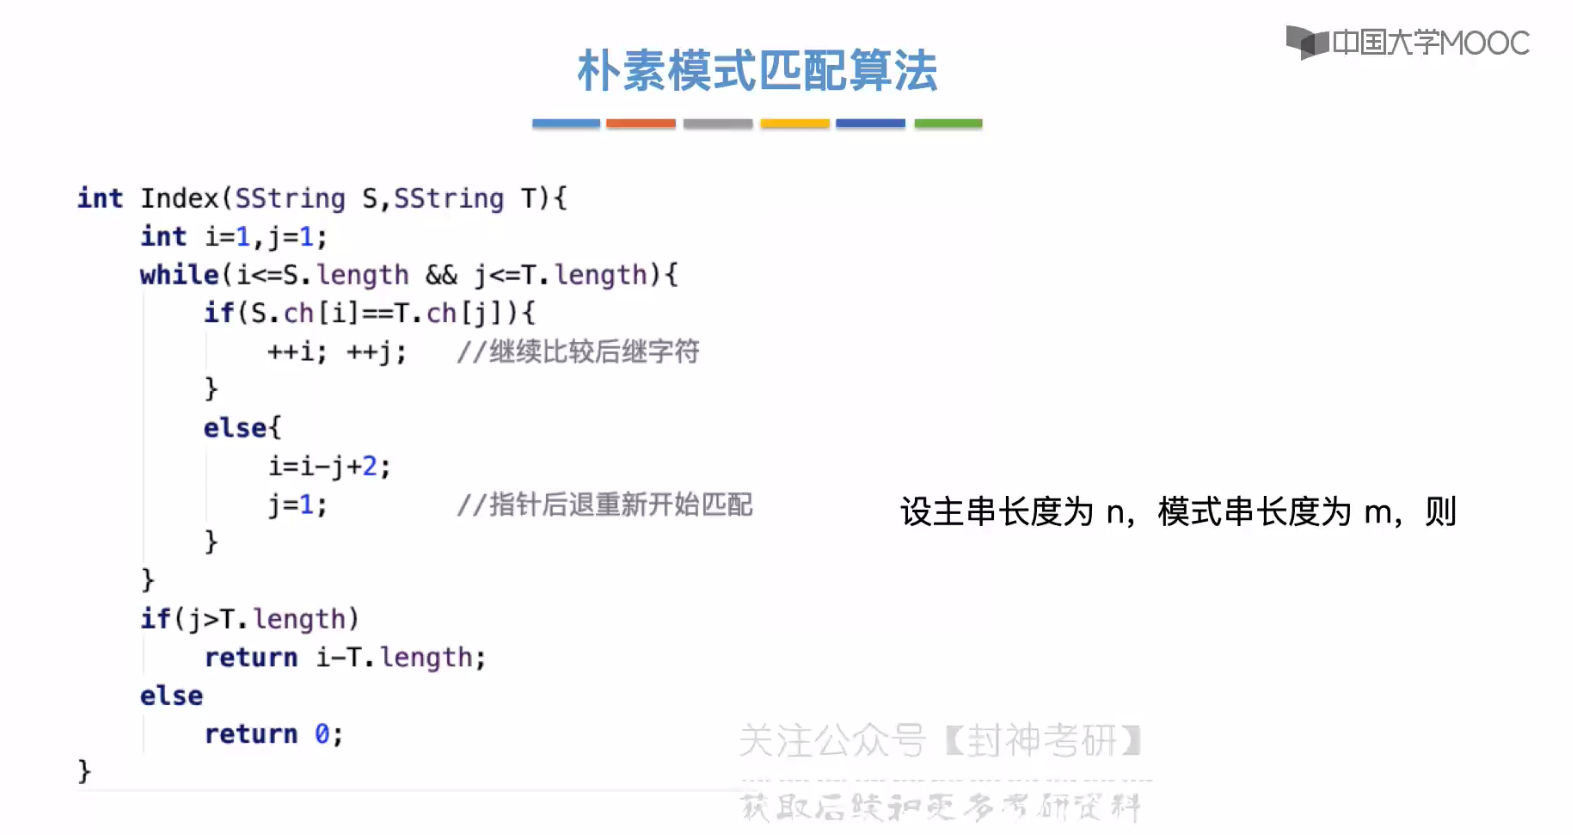 中国大学MOOC
朴素模式匹配算法
int Index(SString S,SString T){
    int i=1,j=1;
    while(i<=S.length && j<=T.length){
        if(S.ch[i]==T.ch[j]){
            ++i; ++j;   //继续比较后继字符
        }
        else{
            i=i-j+2;
            j=1;        //指针后退重新开始匹配
        }
    }
    if(j>T.length)
        return i-T.length;
    else
        return 0;
}
设主串长度为 n，模式串长度为 m，则
关注公众号【封神考研】
获取后续和更多考研资料